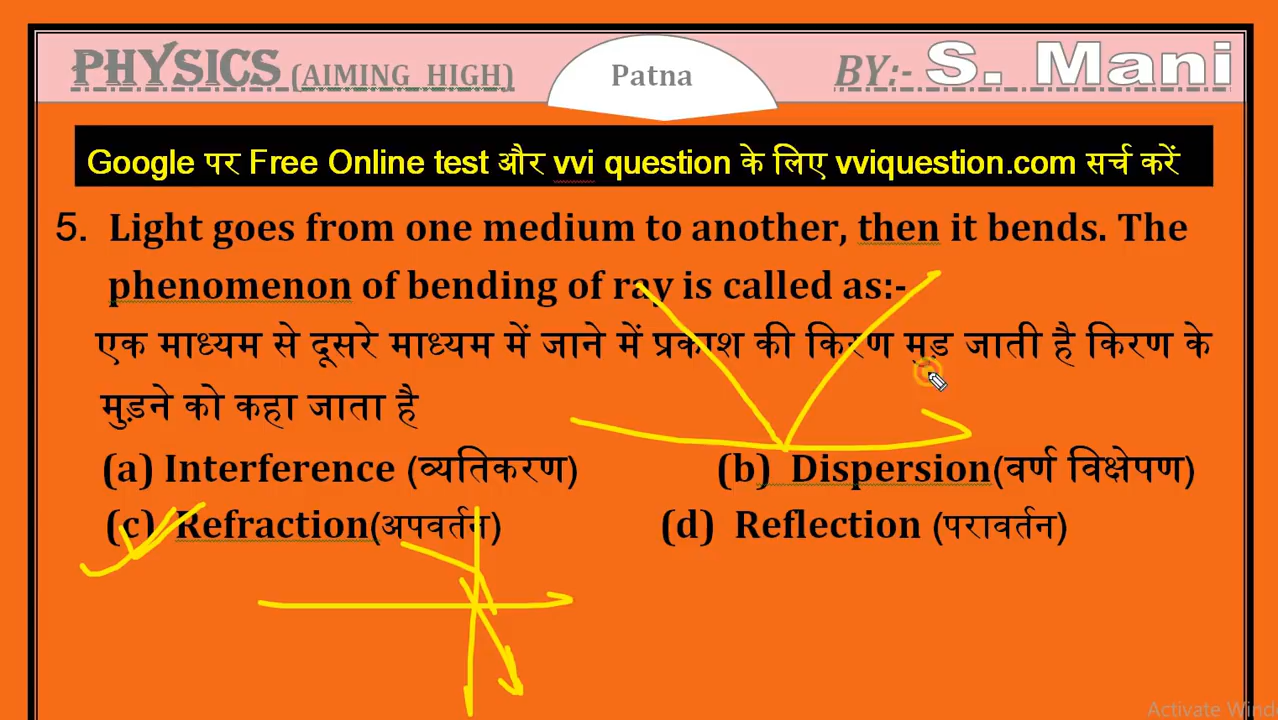 PHYSICS (AIMING HIGH)
Patna
BY:- S. Mani
Google पर Free Online test और vvi question के लिए vviquestion.com सर्च करें
5. Light goes from one medium to another, then it bends. The
phenomenon of bending of ray is called as:-
एक माध्यम से दूसरे माध्यम में जाने में प्रकाश की किरण मुड़ जाती है किरण के
मुड़ने को कहा जाता है
(a) Interference (व्यतिकरण)
(b) Dispersion(वर्ण विक्षेपण)
(c) Refraction(अपवर्तन)
(d) Reflection (परावर्तन)
Activate Wind